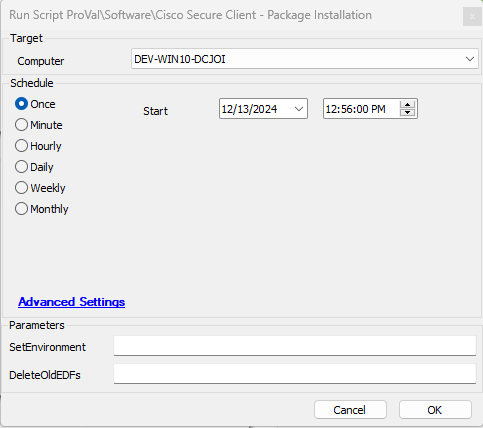 Run Script ProVal\Software\Cisco Secure Client - Package Installation
Target
Computer DEV-WIN10-DCJOI
Schedule
Once Start 12/13/2024 12:56:00 PM
Minute
Hourly
Daily
Weekly
Monthly
Advanced Settings
Parameters
SetEnvironment
DeleteOldEDFs
Cancel OK